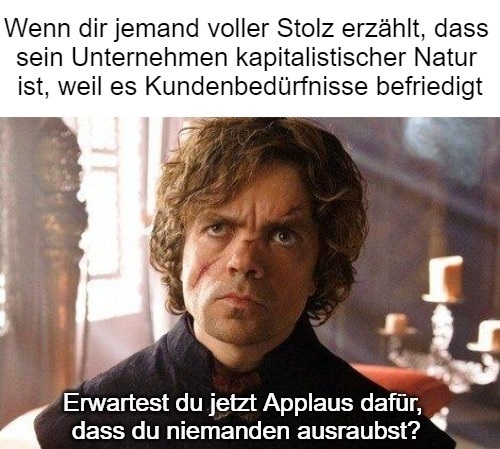 Wenn dir jemand voller Stolz erzählt, dass
sein Unternehmen kapitalistischer Natur
ist, weil es Kundenbedürfnisse befriedigt
Erwartest du jetzt Applaus dafür,
dass du niemanden ausraubst?